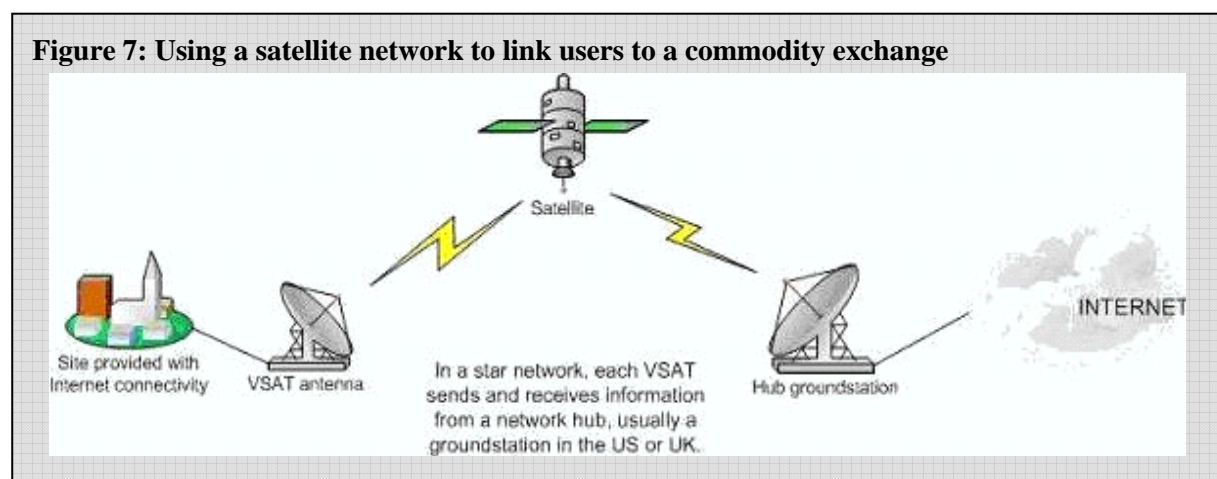 Figure 7: Using a satellite network to link users to a commodity exchange
Satellite
INTERNET
Site provided with
Internet connectivity
VSAT antenna
In a star network, each VSAT
sends and receives information
from a network hub, usually a
groundstation in the US or UK.
Hub groundstation